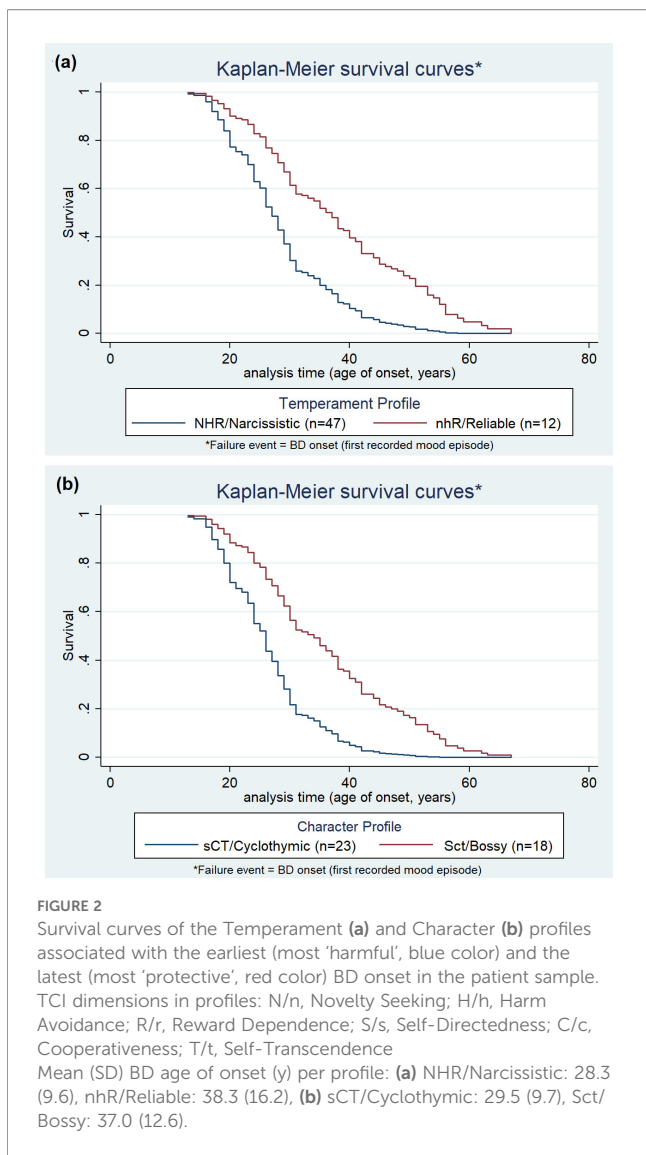 (a)
Kaplan-Meier survival curves*
Survival
1
.8
.6
.4
.2
0
0 20 40 60 80
analysis time (age of onset, years)
Temperament Profile
NHR/Narcissistic (n=47) nhR/Reliable (n=12)
*Failure event = BD onset (first recorded mood episode)
(b)
Kaplan-Meier survival curves*
Survival
1
.8
.6
.4
.2
0
0 20 40 60 80
analysis time (age of onset, years)
Character Profile
sCT/Cyclothymic (n=23) Sct/Bossy (n=18)
*Failure event = BD onset (first recorded mood episode)
FIGURE 2
Survival curves of the Temperament (a) and Character (b) profiles
associated with the earliest (most ‘harmful’, blue color) and the
latest (most ‘protective’, red color) BD onset in the patient sample.
TCI dimensions in profiles: N/n, Novelty Seeking; H/h, Harm
Avoidance; R/r, Reward Dependence; S/s, Self-Directedness; C/c,
Cooperativeness; T/t, Self-Transcendence
Mean (SD) BD age of onset (y) per profile: (a) NHR/Narcissistic: 28.3
(9.6), nhR/Reliable: 38.3 (16.2), (b) sCT/Cyclothymic: 29.5 (9.7), Sct/
Bossy: 37.0 (12.6).